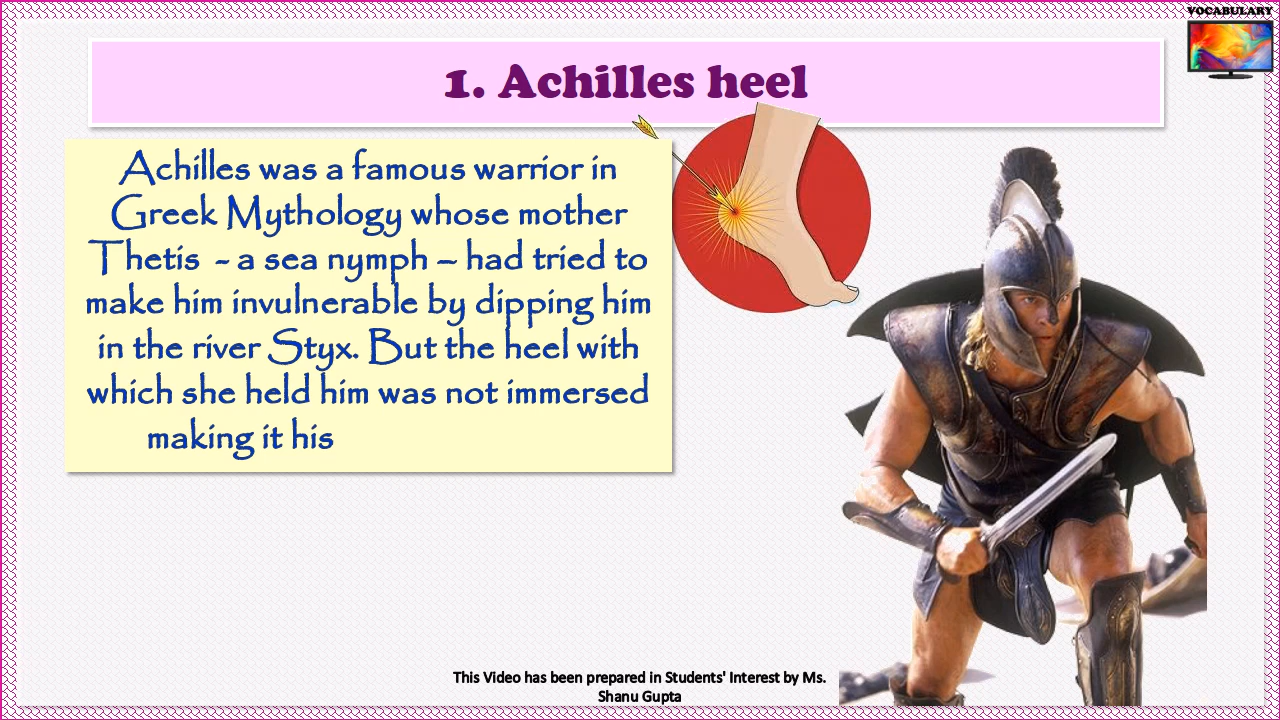 VOCABULARY
1. Achilles heel
Achilles was a famous warrior in
Greek Mythology whose mother
Thetis - a sea nymph – had tried to
make him invulnerable by dipping him
in the river Styx. But the heel with
which she held him was not immersed
making it his
This Video has been prepared in Students' Interest by Ms.
Shanu Gupta